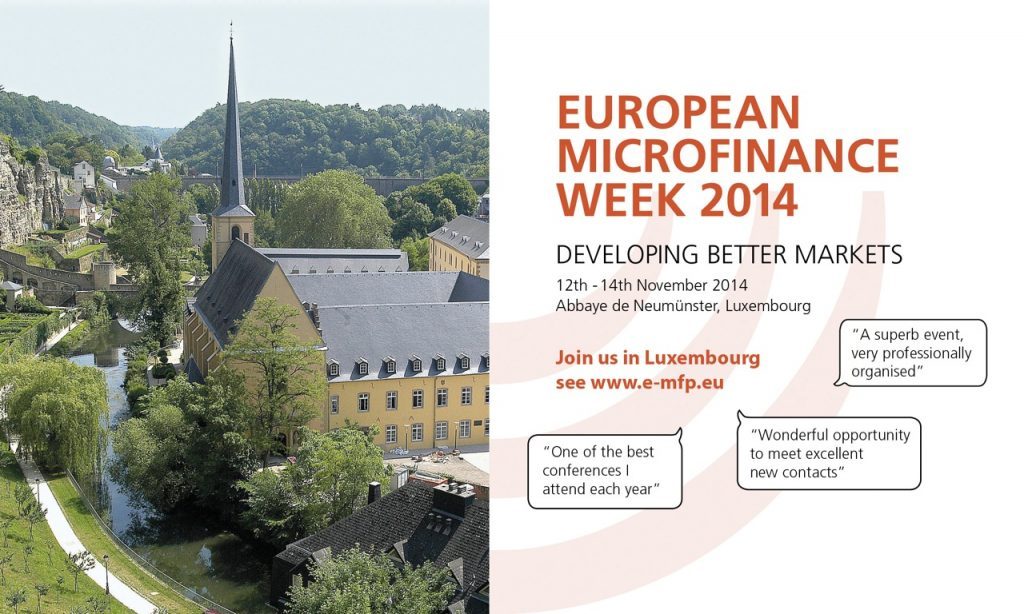 EUROPEAN
MICROFINANCE
WEEK 2014
DEVELOPING BETTER MARKETS
12th - 14th November 2014
Abbaye de Neumünster, Luxembourg
Join us in Luxembourg
see www.e-mfp.eu
“A superb event,
very professionally
organised”
“Wonderful opportunity
to meet excellent
new contacts”
“One of the best
conferences I
attend each year”